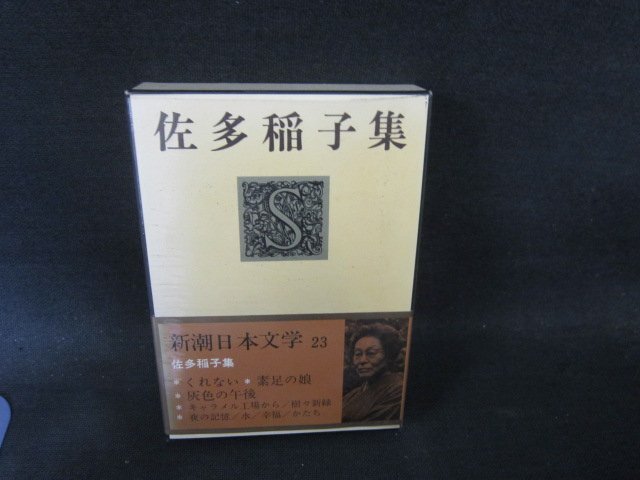 佐多稲子集
S
新潮日本文学 23
佐多稲子集
＊くれない ＊素足の娘
＊灰色の午後
＊キャラメル工場から／樹々新緑
＊夜の記憶／水／幸福／かたち